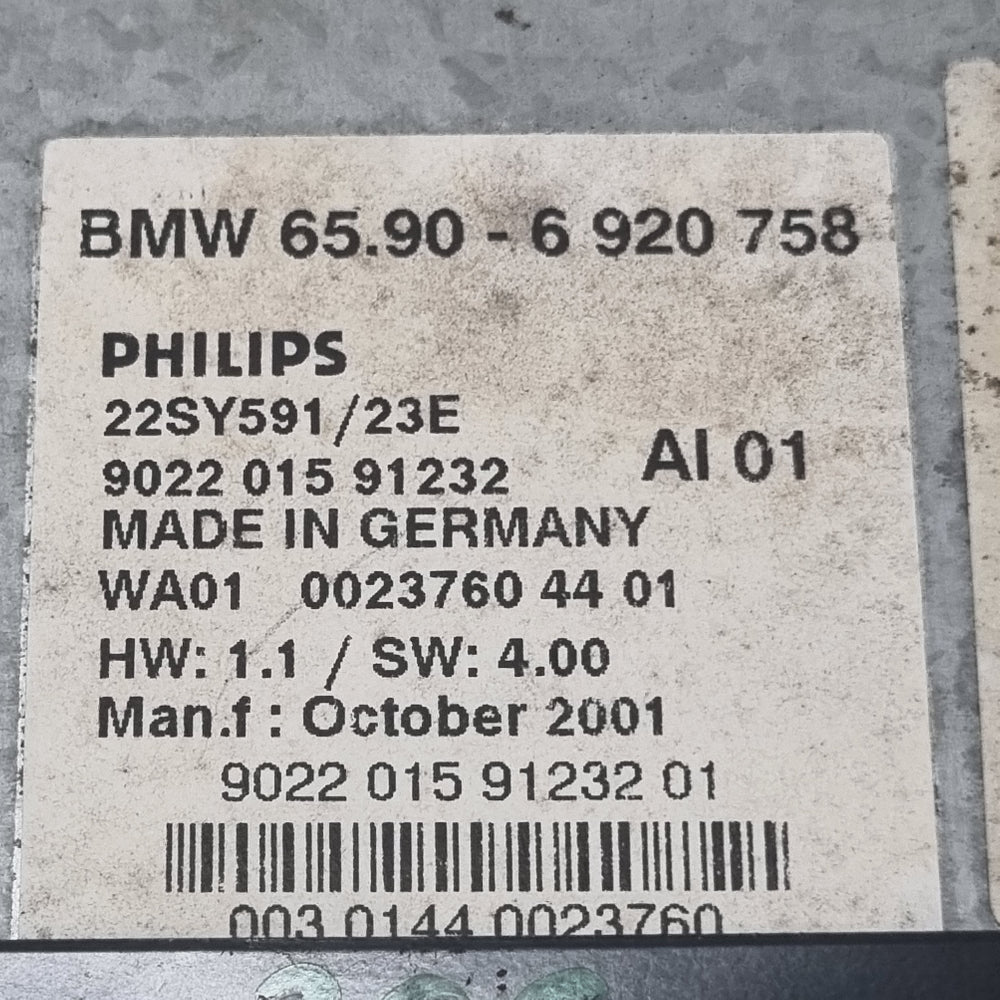 BMW 65.90 - 6 920 758
PHILIPS
22SY591/23E
AI 01
9022 015 91232
MADE IN GERMANY
WA01 0023760 44 01
HW: 1.1 / SW: 4.00
Man.f : October 2001
9022 015 91232 01
003 0144 0023760